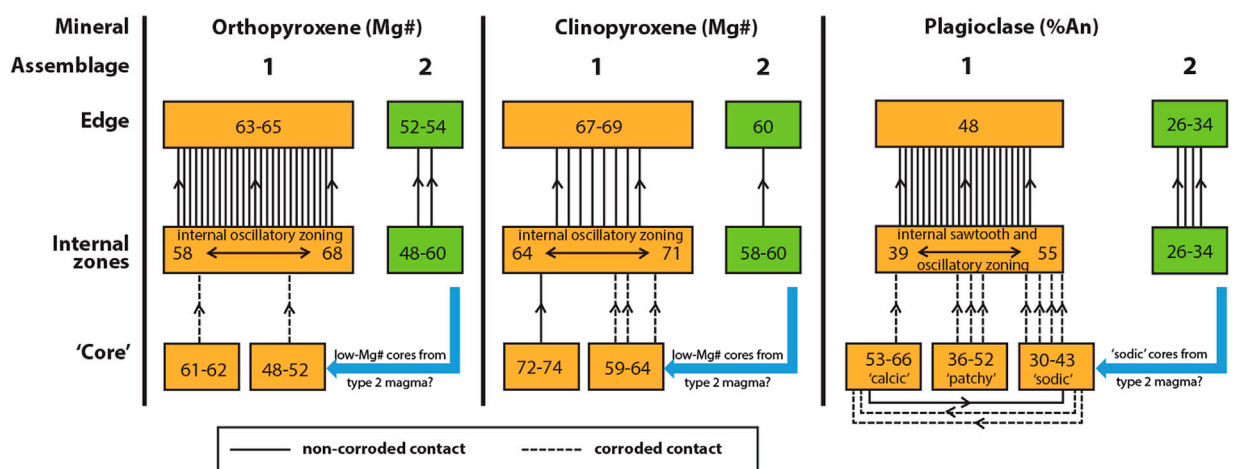 Mineral Orthopyroxene (Mg#) Clinopyroxene (Mg#) Plagioclase (%An)
Assemblage 1 2 1 2 1 2
Edge 63-65 52-54 67-69 60 48 26-34
Internal zones
internal oscillatory zoning
58 68
48-60
internal oscillatory zoning
64 71
58-60
internal sawtooth and
39 55
oscillatory zoning
26-34
'Core'
61-62 48-52
low-Mg# cores from
type 2 magma?
72-74 59-64
low-Mg# cores from
type 2 magma?
53-66 36-52 30-43
'calcic' 'patchy' 'sodic'
'sodic' cores from
type 2 magma?
non-corroded contact corroded contact